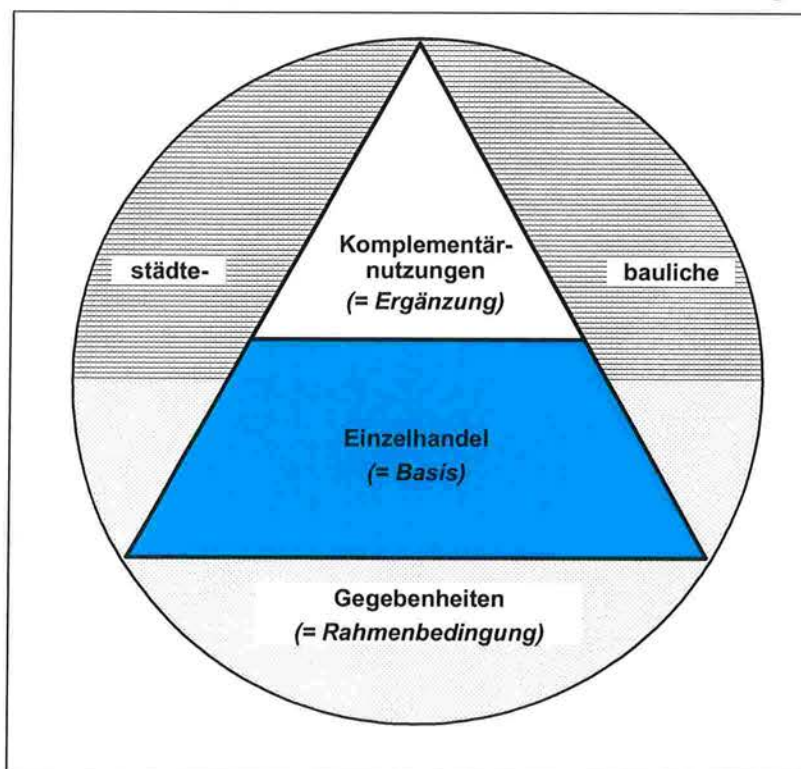 Komplementär-
nutzungen
(= Ergänzung)
städte-
bauliche
Einzelhandel
(= Basis)
Gegebenheiten
(= Rahmenbedingung)